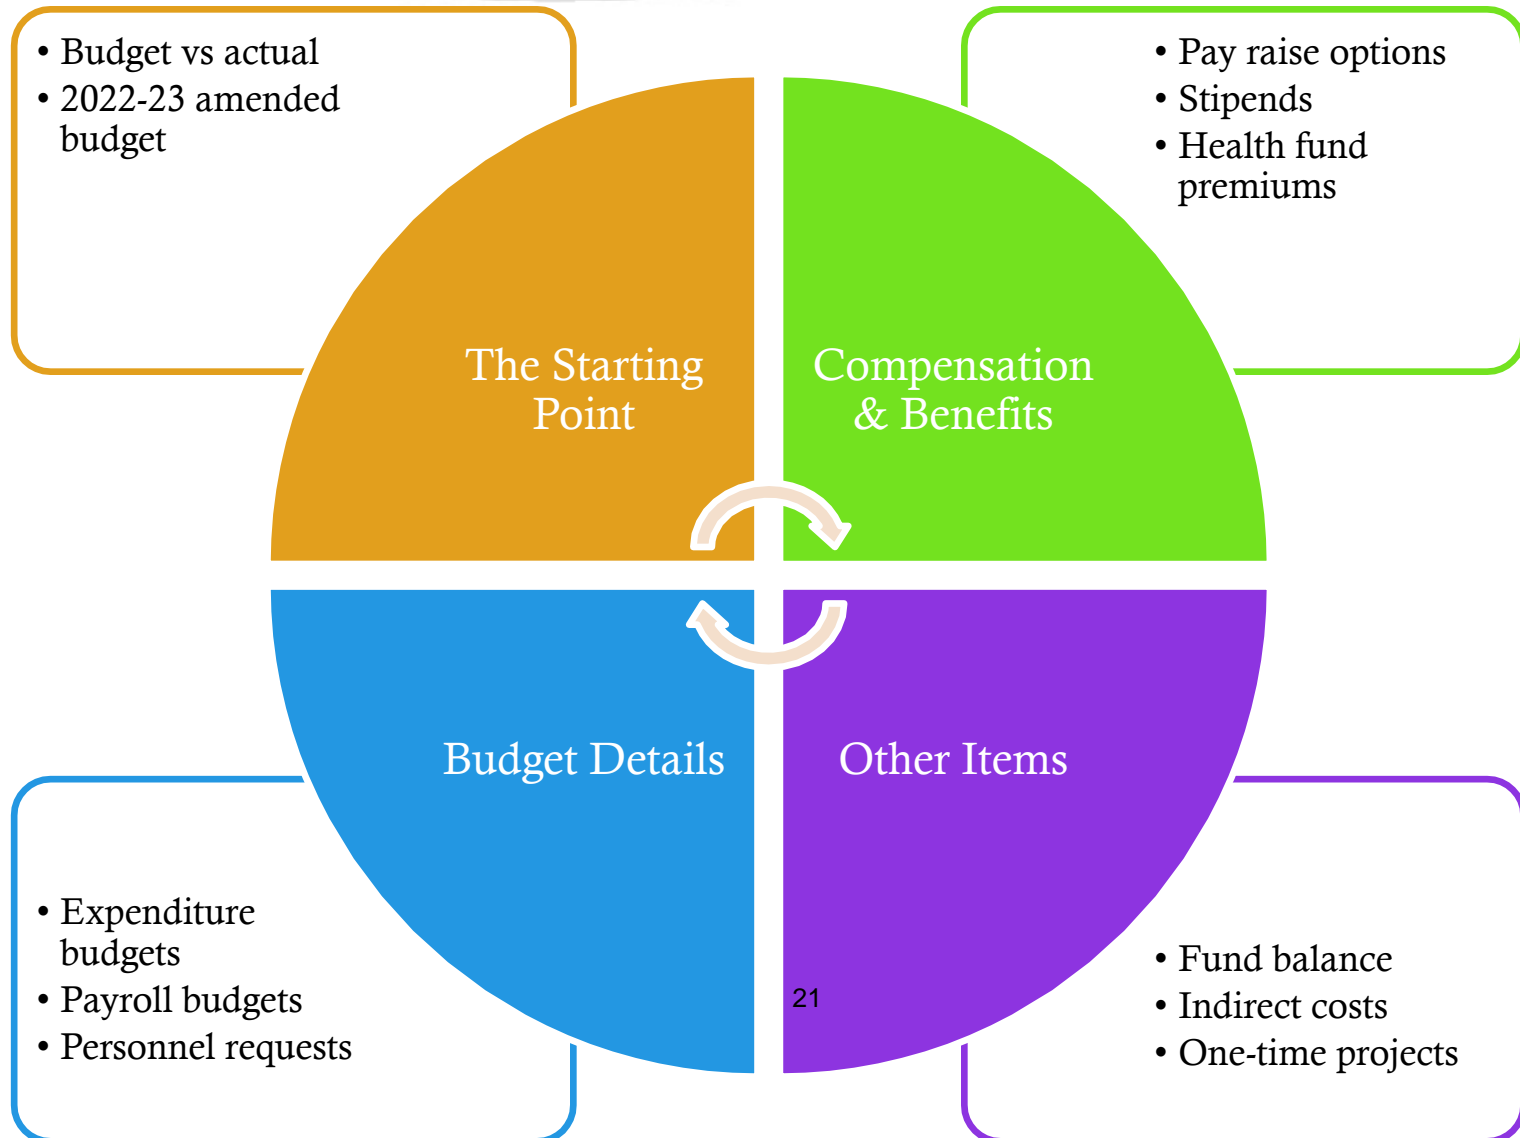 • Budget vs actual
• 2022-23 amended
budget
• Pay raise options
• Stipends
• Health fund
premiums
The Starting
Point
Compensation
& Benefits
Budget Details
Other Items
• Expenditure
budgets
• Payroll budgets
• Personnel requests
• Fund balance
• Indirect costs
• One-time projects
21